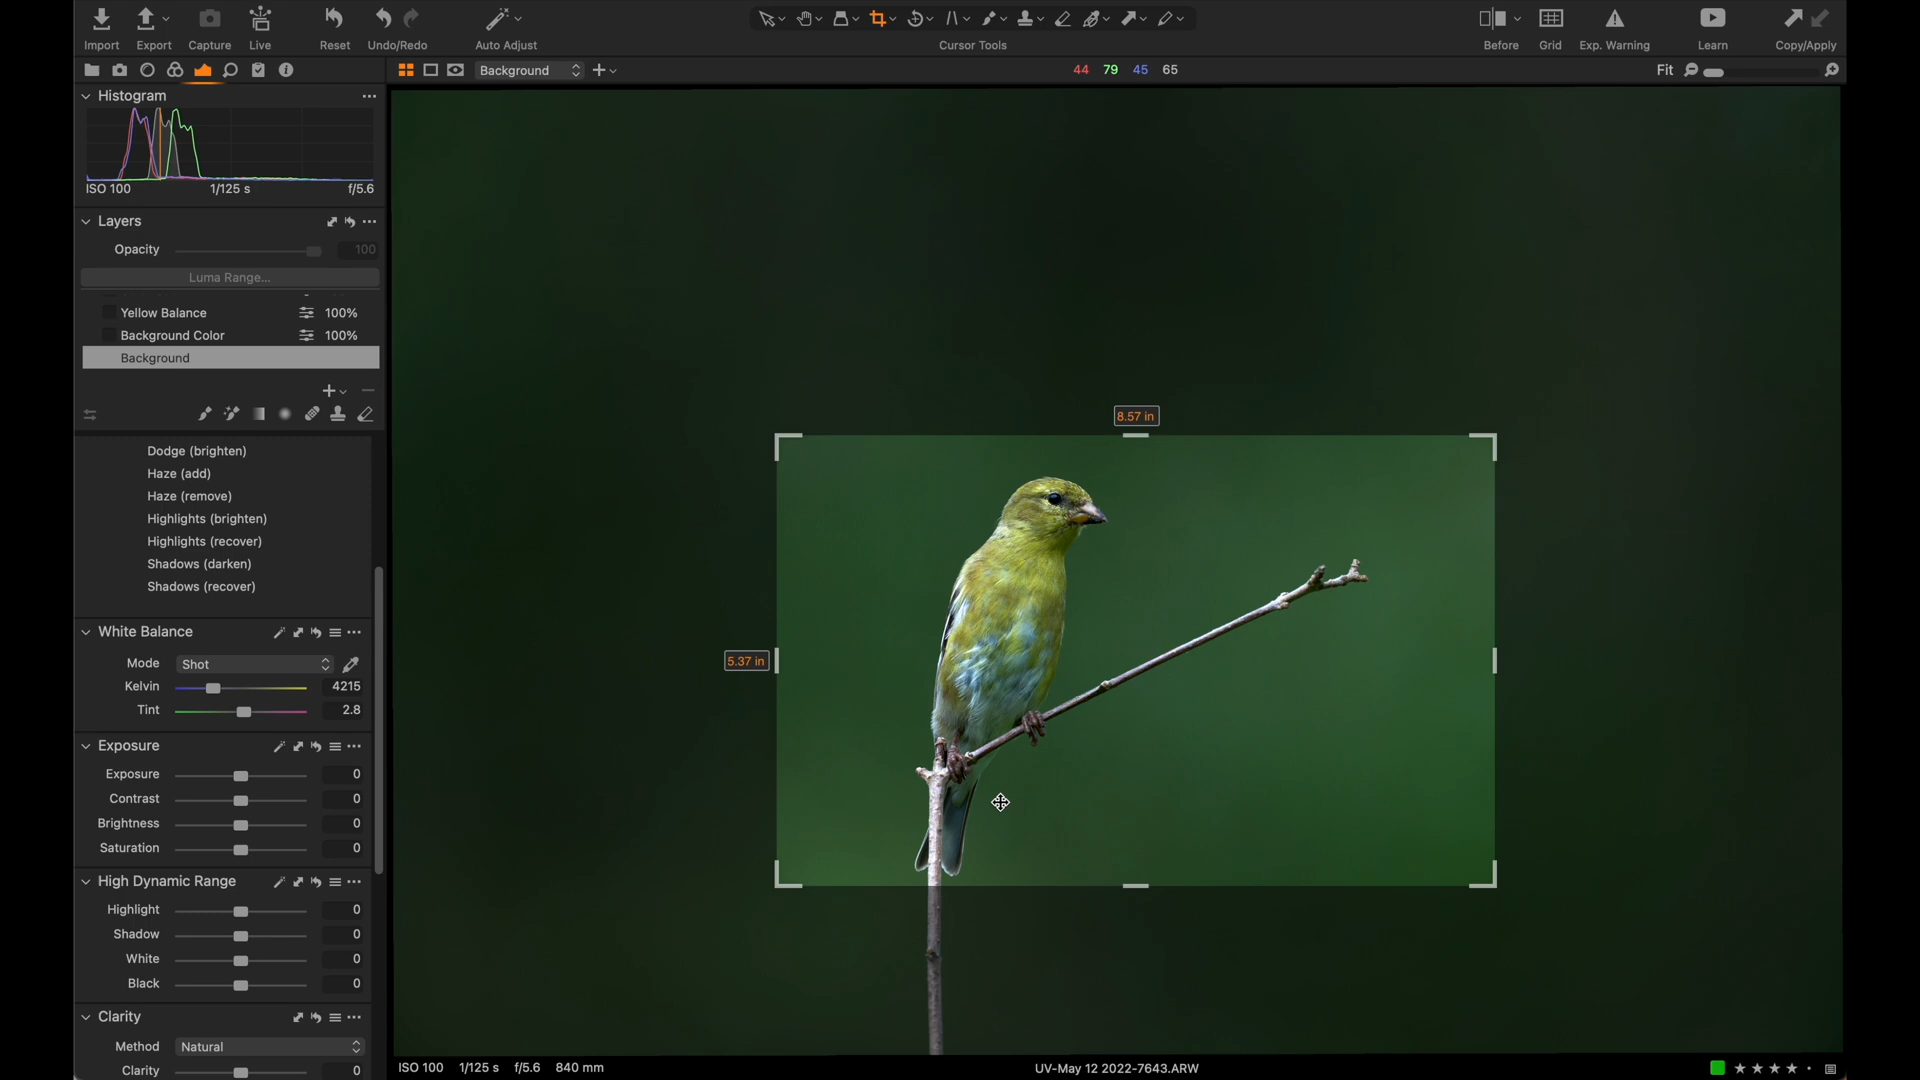 Import Export Capture Live Reset Undo/Redo Auto Adjust Cursor Tools Before Grid Exp. Warning Learn Copy/Apply
Background 44 79 45 65 Fit
Histogram
ISO 100 1/125 s f/5.6
Layers
Opacity 100
Luma Range...
Yellow Balance 100%
Background Color 100%
Background
8.57 in
5.37 in
Dodge (brighten)
Haze (add)
Haze (remove)
Highlights (brighten)
Highlights (recover)
Shadows (darken)
Shadows (recover)
White Balance
Mode Shot
Kelvin 4215
Tint 2.8
Exposure
Exposure 0
Contrast 0
Brightness 0
Saturation 0
High Dynamic Range
Highlight 0
Shadow 0
White 0
Black 0
Clarity
Method Natural
Clarity 0
ISO 100 1/125 s f/5.6 840 mm UV-May 12 2022-7643.ARW